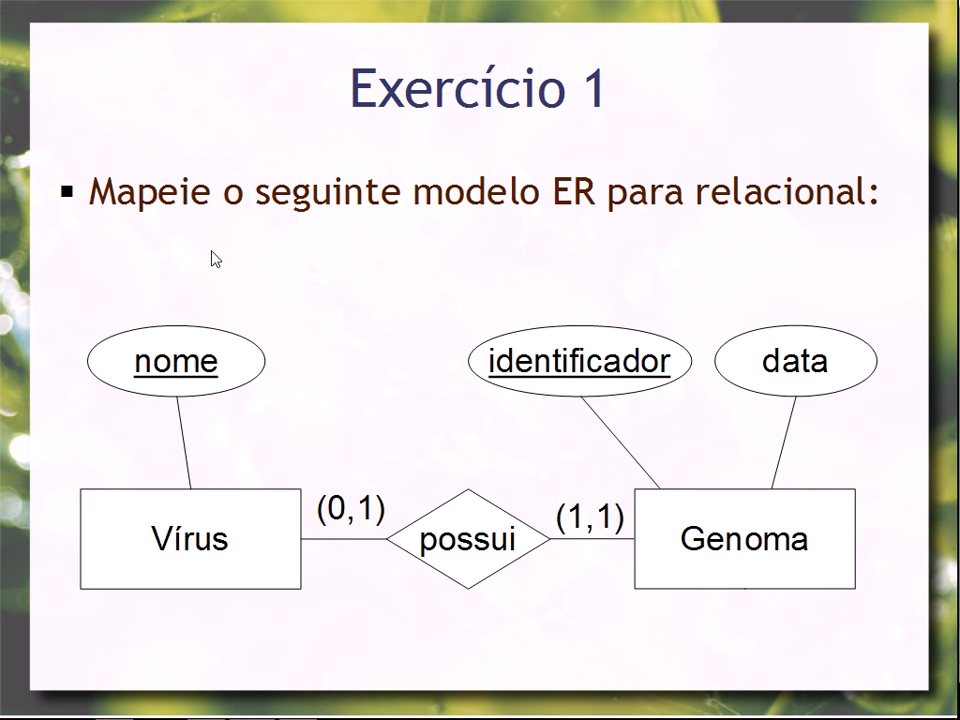 Exercício 1
Mapeie o seguinte modelo ER para relacional:
nome
identificador
data
(0,1)
(1,1)
Vírus
possui
Genoma